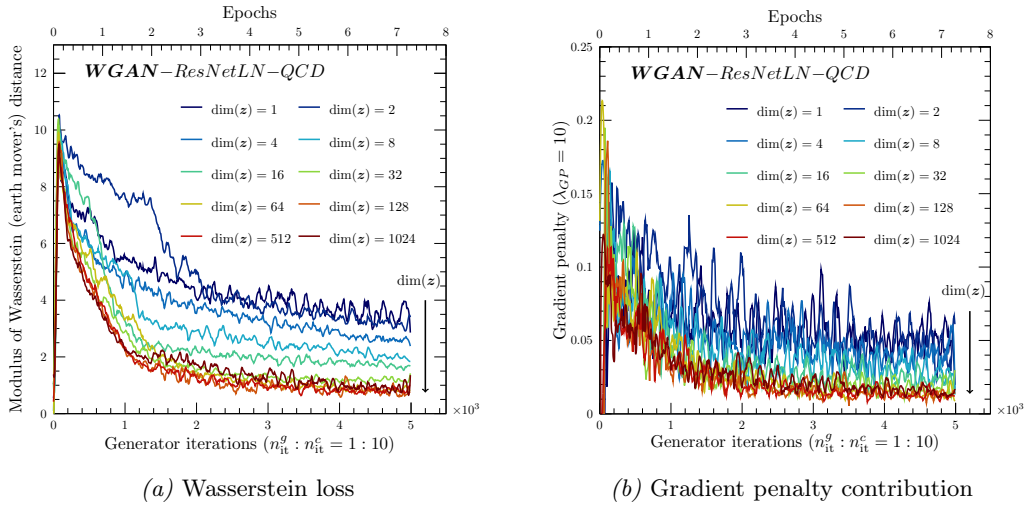 Epochs
0 1 2 3 4 5 6 7 8
WGAN–ResNetLN–QCD
dim(z) = 1 dim(z) = 2
dim(z) = 4 dim(z) = 8
dim(z) = 16 dim(z) = 32
dim(z) = 64 dim(z) = 128
dim(z) = 512 dim(z) = 1024
dim(z)
Modulus of Wasserstein (earth mover's) distance
12
10
8
6
4
2
0
0 1 2 3 4 5
×10³
Generator iterations (n_it^g : n_it^c = 1 : 10)
(a) Wasserstein loss
Epochs
0 1 2 3 4 5 6 7 8
WGAN–ResNetLN–QCD
dim(z) = 1 dim(z) = 2
dim(z) = 4 dim(z) = 8
dim(z) = 16 dim(z) = 32
dim(z) = 64 dim(z) = 128
dim(z) = 512 dim(z) = 1024
dim(z)
Gradient penalty (λ_GP = 10)
0.25
0.2
0.15
0.1
0.05
0
0 1 2 3 4 5
×10³
Generator iterations (n_it^g : n_it^c = 1 : 10)
(b) Gradient penalty contribution